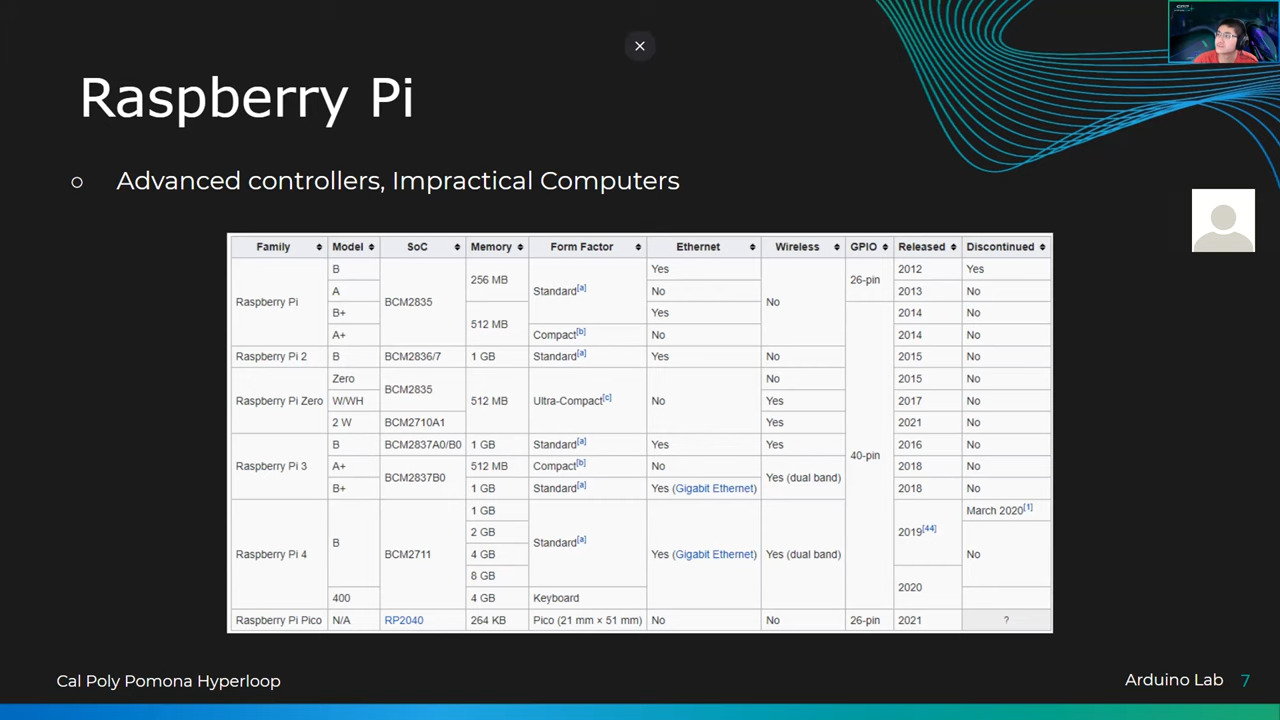 Raspberry Pi
Advanced controllers, Impractical Computers
Family Model SoC Memory Form Factor Ethernet Wireless GPIO Released Discontinued
Raspberry Pi B BCM2835 256 MB Standard[a] Yes No 26-pin 2012 Yes
A No 2013 No
B+ 512 MB Yes 40-pin 2014 No
A+ Compact[b] No 2014 No
Raspberry Pi 2 B BCM2836/7 1 GB Standard[a] Yes No 2015 No
Raspberry Pi Zero Zero BCM2835 512 MB Ultra-Compact[c] No No 2015 No
W/WH Yes 2017 No
2 W BCM2710A1 Yes 2021 No
Raspberry Pi 3 B BCM2837A0/B0 1 GB Standard[a] Yes Yes 2016 No
A+ BCM2837B0 512 MB Compact[b] No Yes (dual band) 2018 No
B+ 1 GB Standard[a] Yes (Gigabit Ethernet) 2018 No
Raspberry Pi 4 B BCM2711 1 GB Standard[a] Yes (Gigabit Ethernet) Yes (dual band) 2019[44] March 2020[1]
2 GB No
4 GB
8 GB 2020
400 4 GB Keyboard
Raspberry Pi Pico N/A RP2040 264 KB Pico (21 mm × 51 mm) No No 26-pin 2021 ?
Cal Poly Pomona Hyperloop
Arduino Lab 7